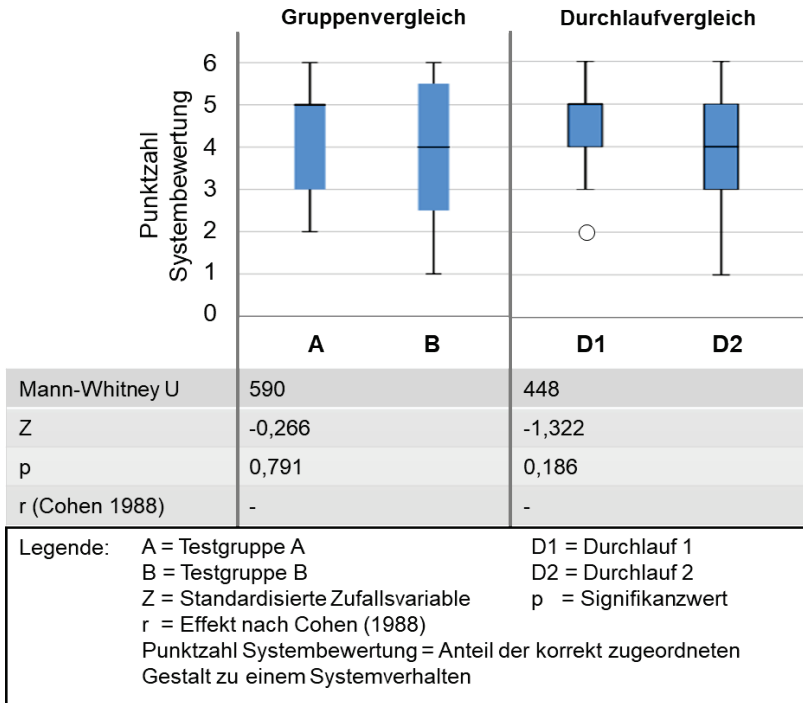 Gruppenvergleich Durchlaufvergleich
Punktzahl
Systembewertung
6
5
4
3
2
1
0
A B D1 D2
Mann-Whitney U 590 448
Z -0,266 -1,322
p 0,791 0,186
r (Cohen 1988) - -
Legende: A = Testgruppe A D1 = Durchlauf 1
B = Testgruppe B D2 = Durchlauf 2
Z = Standardisierte Zufallsvariable p = Signifikanzwert
r = Effekt nach Cohen (1988)
Punktzahl Systembewertung = Anteil der korrekt zugeordneten
Gestalt zu einem Systemverhalten